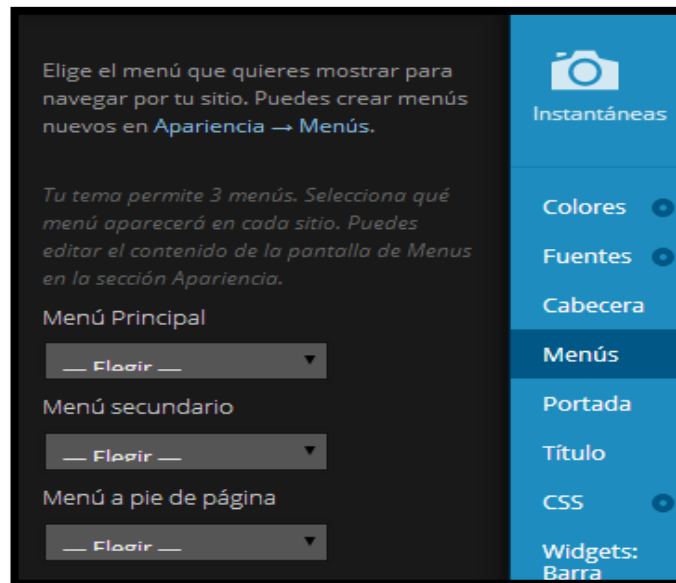 Elige el menú que quieres mostrar para
navegar por tu sitio. Puedes crear menús
nuevos en Apariencia → Menús.
Tu tema permite 3 menús. Selecciona qué
menú aparecerá en cada sitio. Puedes
editar el contenido de la pantalla de Menus
en la sección Apariencia.
Menú Principal
— Elegir —
Menú secundario
— Elegir —
Menú a pie de página
— Elegir —
Instantáneas
Colores
Fuentes
Cabecera
Menús
Portada
Título
CSS
Widgets:
Barra